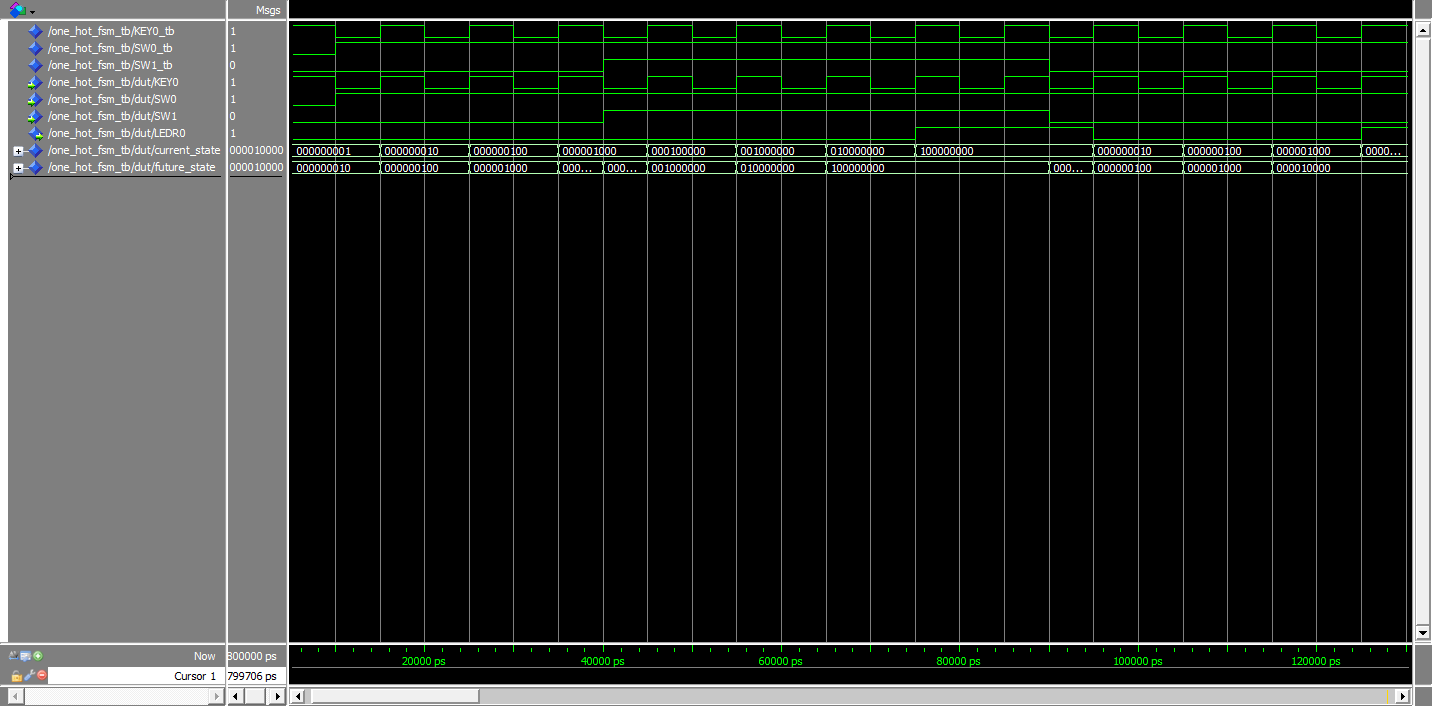 Msgs
/one_hot_fsm_tb/KEY0_tb 1
/one_hot_fsm_tb/SW0_tb 1
/one_hot_fsm_tb/SW1_tb 0
/one_hot_fsm_tb/dut/KEY0 1
/one_hot_fsm_tb/dut/SW0 1
/one_hot_fsm_tb/dut/SW1 0
/one_hot_fsm_tb/dut/LEDR0 1
/one_hot_fsm_tb/dut/current_state 000010000 000000001 000000010 000000100 000001000 000100000 001000000 010000000 100000000 000000010 000000100 000001000 0000...
/one_hot_fsm_tb/dut/future_state 000010000 000000010 000000100 000001000 000... 000... 001000000 010000000 100000000 000... 000000100 000001000 000010000
Now 800000 ps 20000 ps 40000 ps 60000 ps 80000 ps 100000 ps 120000 ps
Cursor 1 799706 ps